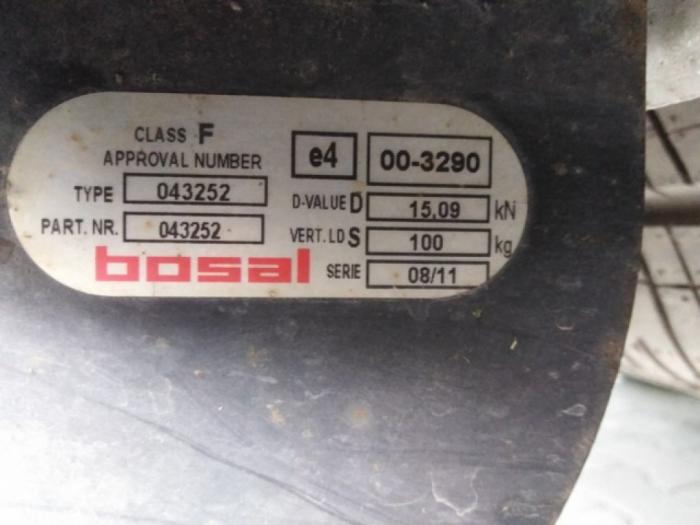 CLASS F
APPROVAL NUMBER e4 00-3290
TYPE 043252 D-VALUE D 15,09 kN
PART. NR. 043252 VERT. LD S 100 kg
bosal SERIE 08/11